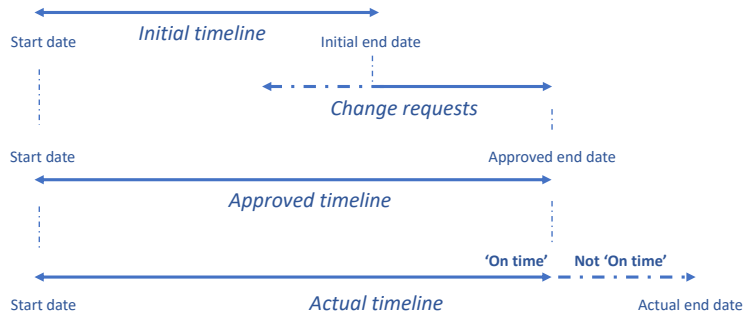 Initial timeline
Start date
Initial end date
Change requests
Start date
Approved end date
Approved timeline
'On time'
Not 'On time'
Start date
Actual timeline
Actual end date